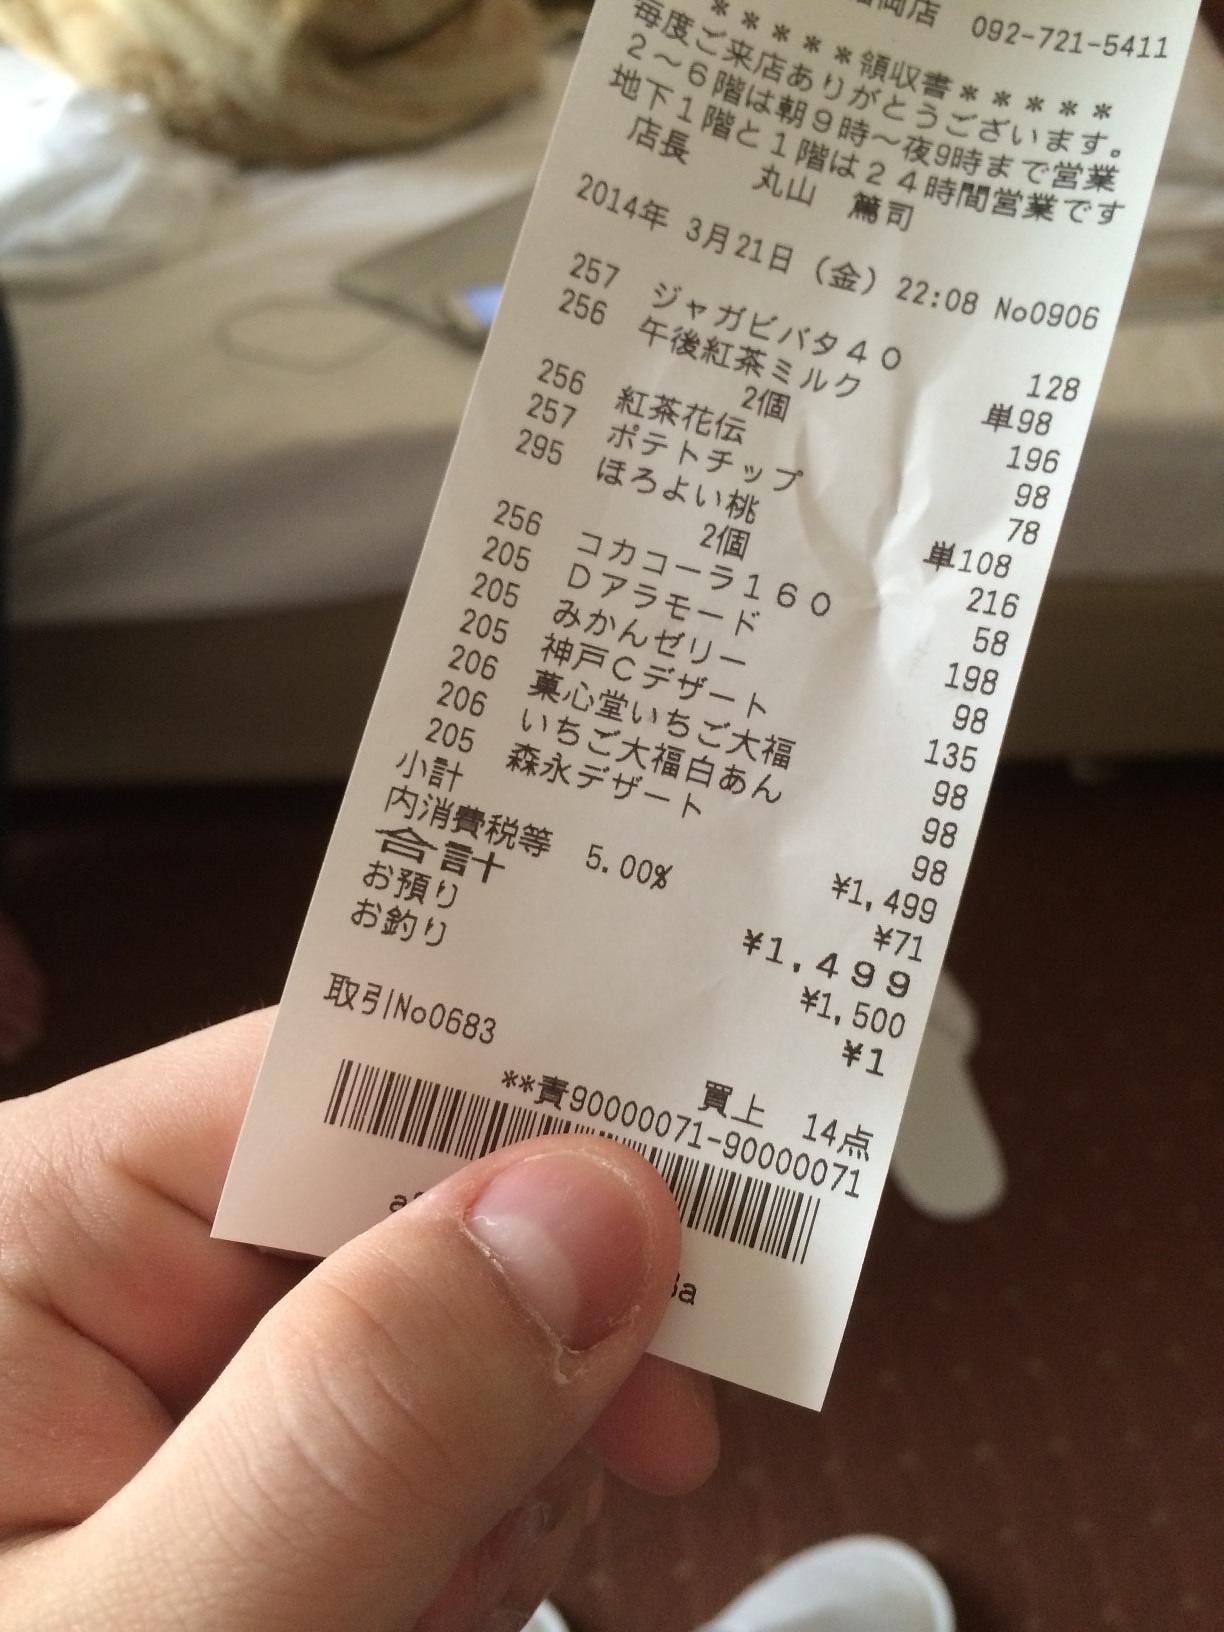 岡店 092-721-5411
*****領収書*****
毎度ご来店ありがとうございます。
2～6階は朝9時～夜9時まで営業
地下1階と1階は24時間営業です
店長 丸山 篤司
2014年 3月21日(金)22:08 No0906
257 ジャガビバタ40 128
256 午後紅茶ミルク
2個 単98 196
256 紅茶花伝 98
257 ポテトチップ 78
295 ほろよい桃
2個 単108 216
256 コカコーラ160 58
205 Dアラモード 198
205 みかんゼリー 98
205 神戸Cデザート 135
206 菓心堂いちご大福 98
206 いちご大福白あん 98
205 森永デザート 98
小計 ¥1,499
内消費税等 5.00% ¥71
合計 ¥1,499
お預り ¥1,500
お釣り ¥1
取引No0683 買上 14点
**責90000071-90000071